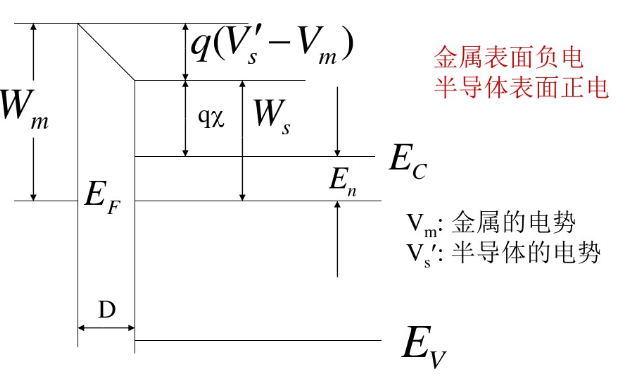 q(V_s′−V_m)
金属表面负电
半导体表面正电
W_m
qχ
W_s
E_C
E_n
E_F
V_m: 金属的电势
V_s′: 半导体的电势
D
E_V